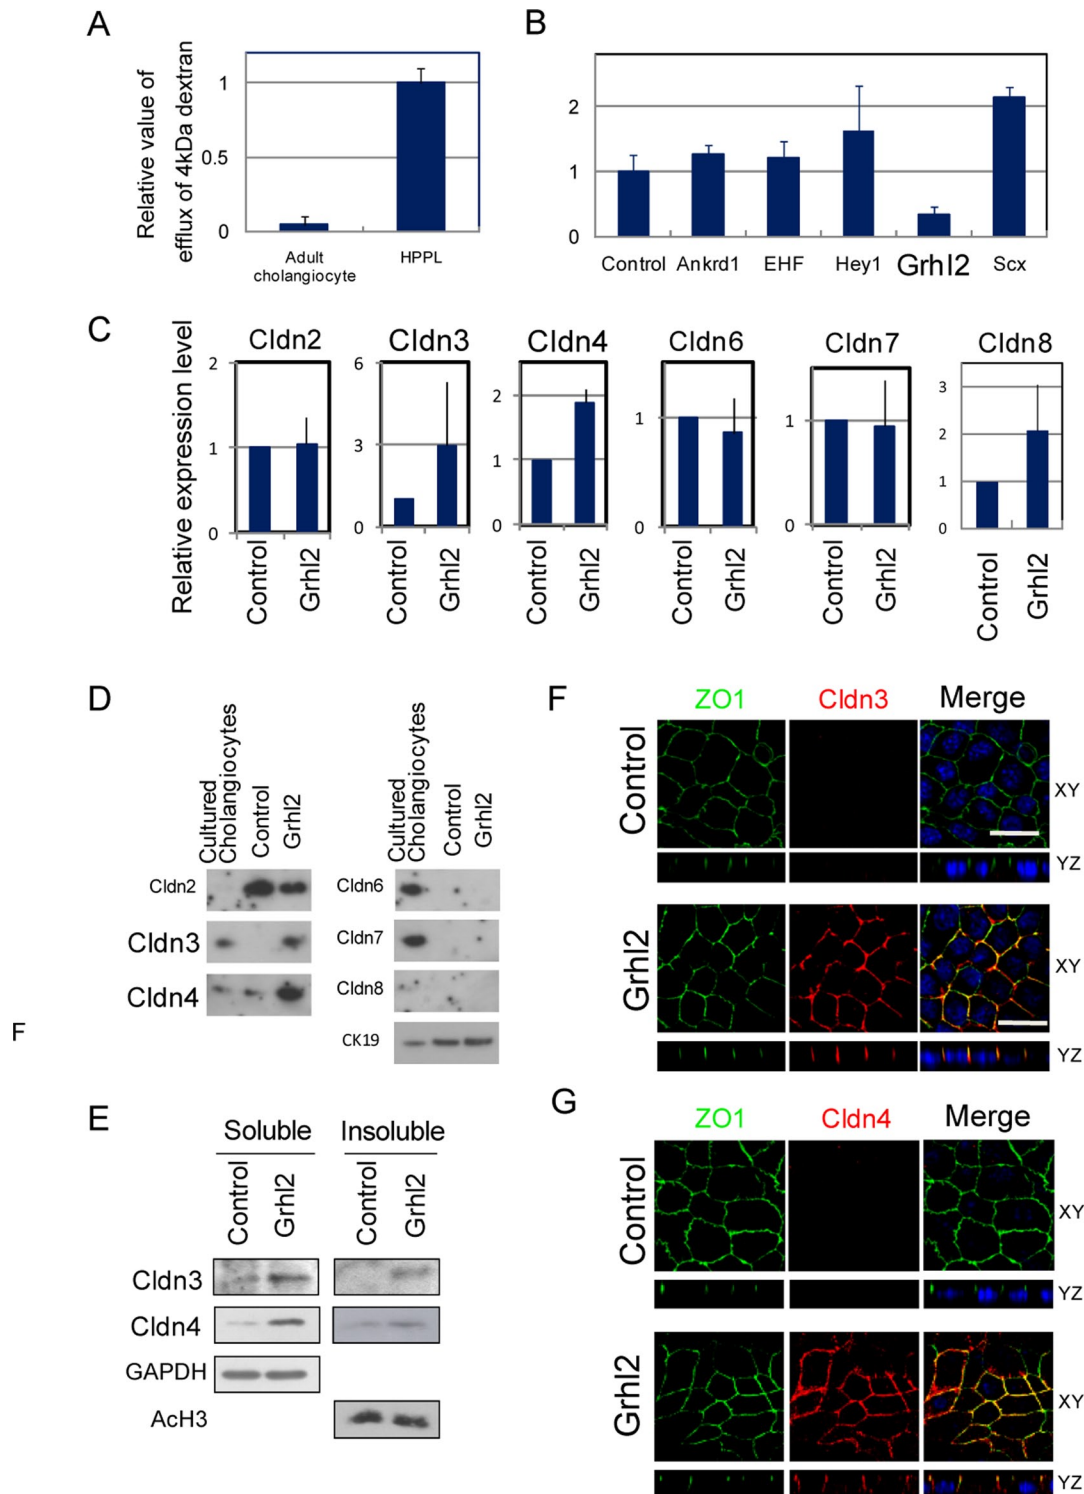 A
Relative value of
efflux of 4kDa dextran
1
0.5
0
Adult
cholangiocyte
HPPL
B
2
1
0
Control Ankrd1 EHF Hey1 Grhl2 Scx
C
Relative expression level
Cldn2
2
1
0
Control
Grhl2
Cldn3
6
3
0
Control
Grhl2
Cldn4
2
1
0
Control
Grhl2
Cldn6
1
0
Control
Grhl2
Cldn7
1
0
Control
Grhl2
Cldn8
3
2
1
0
Control
Grhl2
D
Cultured
Cholangiocytes
Control
Grhl2
Cldn2
Cldn3
Cldn4
Cultured
Cholangiocytes
Control
Grhl2
Cldn6
Cldn7
Cldn8
CK19
F
E
Soluble Insoluble
Control
Grhl2
Control
Grhl2
Cldn3
Cldn4
GAPDH
AcH3
F
ZO1 Cldn3 Merge
Control
XY
YZ
Grhl2
XY
YZ
G
ZO1 Cldn4 Merge
Control
XY
YZ
Grhl2
XY
YZ